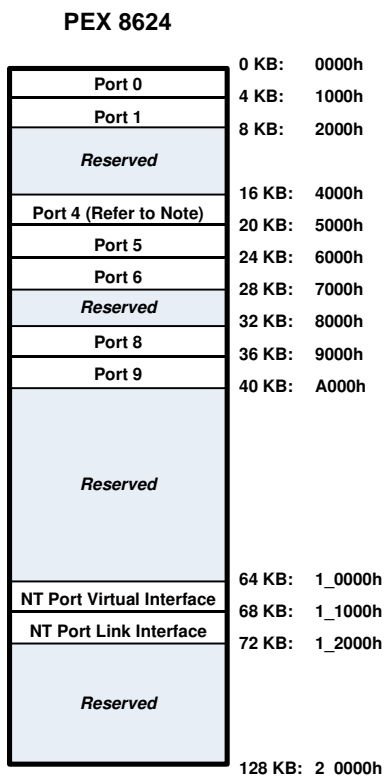 PEX 8624
0 KB: 0000h
Port 0
4 KB: 1000h
Port 1
8 KB: 2000h
Reserved
16 KB: 4000h
Port 4 (Refer to Note)
20 KB: 5000h
Port 5
24 KB: 6000h
Port 6
28 KB: 7000h
Reserved
32 KB: 8000h
Port 8
36 KB: 9000h
Port 9
40 KB: A000h
Reserved
64 KB: 1_0000h
NT Port Virtual Interface
68 KB: 1_1000h
NT Port Link Interface
72 KB: 1_2000h
Reserved
128 KB: 2_0000h